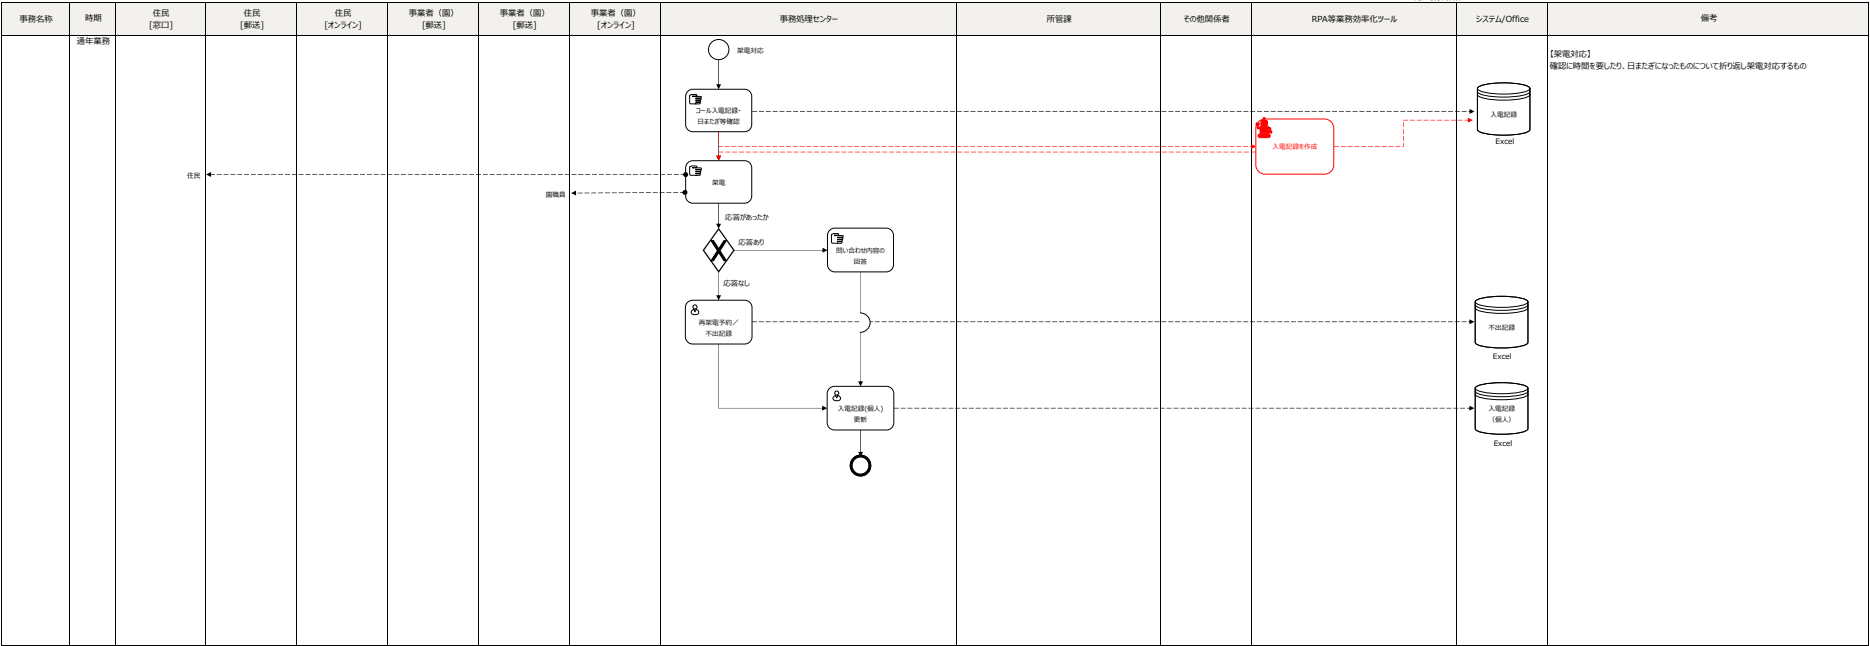 事務名称
時期
住民
[窓口]
住民
[郵送]
住民
[オンライン]
事業者（園）
[郵送]
事業者（園）
[郵送]
事業者（園）
[オンライン]
事務処理センター
所管課
その他関係者
RPA等業務効率化ツール
システム/Office
備考
通年業務
架電対応
【架電対応】
確認に時間を要したり、日またぎになったものについて折り返し架電対応するもの
コール入電記録・
日またぎ等確認
入電記録
Excel
入電記録を作成
住民
架電
園職員
応答があったか
応答あり
問い合わせ内容の
回答
応答なし
再架電予約／
不出記録
不出記録
Excel
入電記録(個人)
更新
入電記録
（個人）
Excel